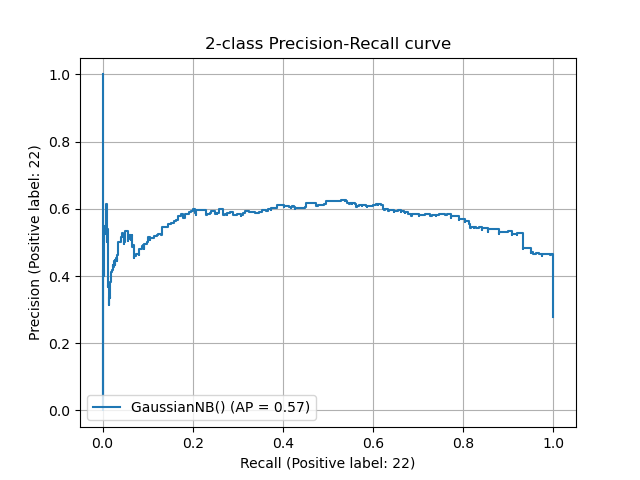 2-class Precision-Recall curve
1.0
0.8
0.6
0.4
0.2
0.0
Precision (Positive label: 22)
GaussianNB() (AP = 0.57)
0.0 0.2 0.4 0.6 0.8 1.0
Recall (Positive label: 22)